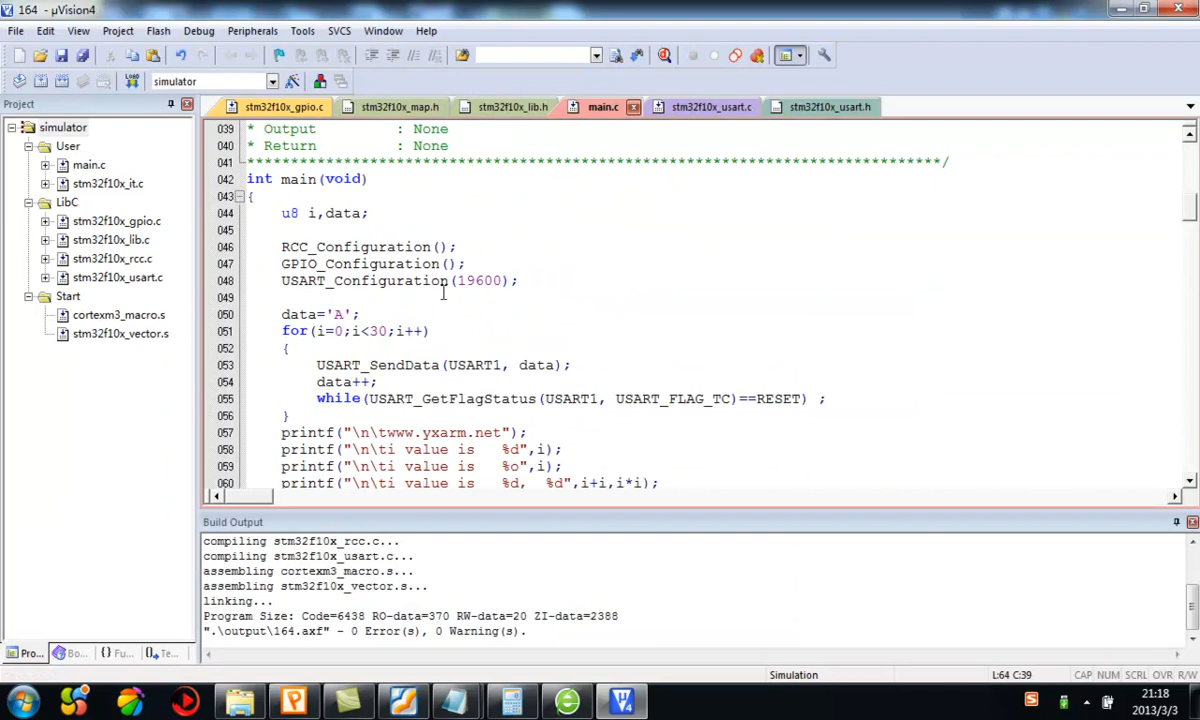 164 - µVision4
File Edit View Project Flash Debug Peripherals Tools SVCS Window Help
LOAD simulator
Project
stm32f10x_gpio.c stm32f10x_map.h stm32f10x_lib.h main.c stm32f10x_usart.c stm32f10x_usart.h
simulator
User
main.c
stm32f10x_it.c
LibC
stm32f10x_gpio.c
stm32f10x_lib.c
stm32f10x_rcc.c
stm32f10x_usart.c
Start
cortexm3_macro.s
stm32f10x_vector.s
Pro... Bo... {} Fu... Te...
039 * Output : None
040 * Return : None
041 *******************************************************************************/
042 int main(void)
043 {
044 u8 i,data;
045
046 RCC_Configuration();
047 GPIO_Configuration();
048 USART_Configuration(19600);
049
050 data='A';
051 for(i=0;i<30;i++)
052 {
053 USART_SendData(USART1, data);
054 data++;
055 while(USART_GetFlagStatus(USART1, USART_FLAG_TC)==RESET) ;
056 }
057 printf("\n\twww.yxarm.net");
058 printf("\n\ti value is %d",i);
059 printf("\n\ti value is %o",i);
060 printf("\n\ti value is %d, %d",i+i,i*i);
Build Output
compiling stm32f10x_rcc.c...
compiling stm32f10x_usart.c...
assembling cortexm3_macro.s...
assembling stm32f10x_vector.s...
linking...
Program Size: Code=6438 RO-data=370 RW-data=20 ZI-data=2388
".\output\164.axf" - 0 Error(s), 0 Warning(s).
Simulation L:64 C:39 CAP NUM SCRL OVR R/W
21:18
2013/3/3